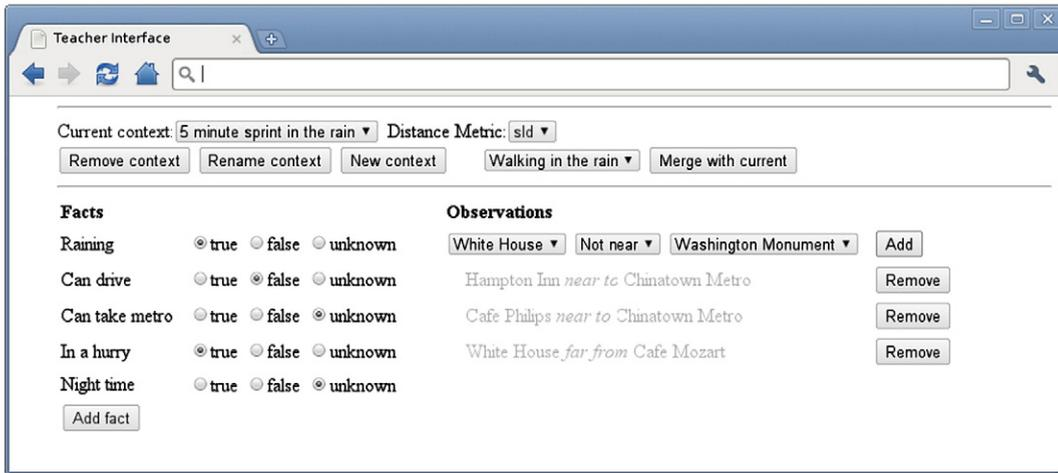 Teacher Interface
Current context: 5 minute sprint in the rain Distance Metric: sld
Remove context Rename context New context Walking in the rain Merge with current
Facts Observations
Raining true false unknown White House Not near Washington Monument Add
Can drive true false unknown Hampton Inn near to Chinatown Metro Remove
Can take metro true false unknown Cafe Philips near to Chinatown Metro Remove
In a hurry true false unknown White House far from Cafe Mozart Remove
Night time true false unknown
Add fact